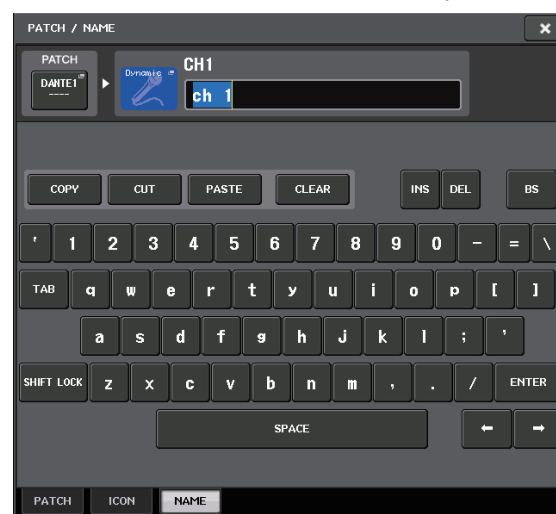 PATCH / NAME
PATCH
DANTE1
----
Dynamic
CH1
ch 1
COPY CUT PASTE CLEAR INS DEL BS
' 1 2 3 4 5 6 7 8 9 0 - = \
TAB q w e r t y u i o p [ ]
a s d f g h j k l ; '
SHIFT LOCK z x c v b n m , . / ENTER
SPACE ← →
PATCH ICON NAME